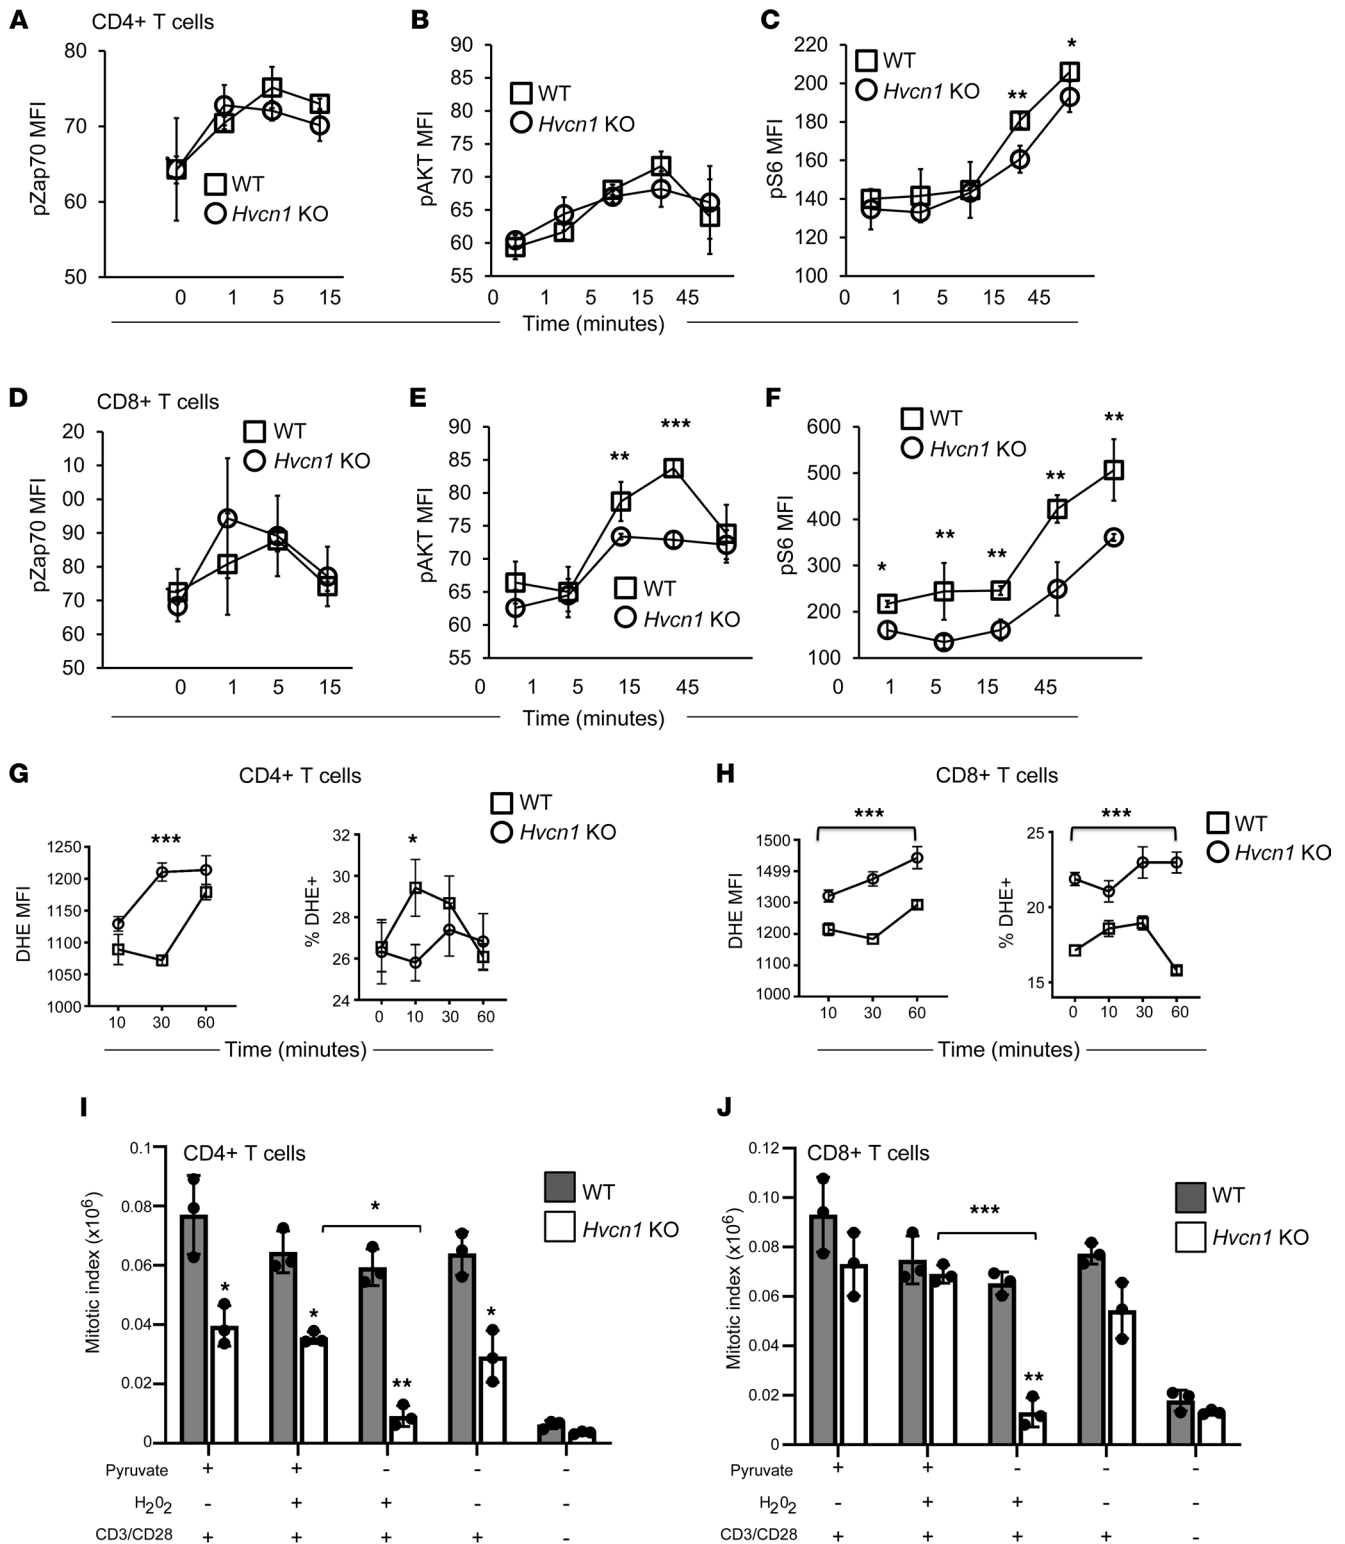 A CD4+ T cells
80
70
60
50
pZap70 MFI
WT
Hvcn1 KO
0 1 5 15
B
90
85
80
75
70
65
60
55
pAKT MFI
WT
Hvcn1 KO
0 1 5 15 45
C
220
200
180
160
140
120
100
pS6 MFI
WT
Hvcn1 KO
**
*
0 1 5 15 45
Time (minutes)
D CD8+ T cells
20
10
00
90
80
70
60
50
pZap70 MFI
WT
Hvcn1 KO
0 1 5 15
E
90
85
80
75
70
65
60
55
pAKT MFI
** ***
WT
Hvcn1 KO
0 1 5 15 45
F
600
500
400
300
200
100
pS6 MFI
WT
Hvcn1 KO
* ** ** ** **
0 1 5 15 45
Time (minutes)
G CD4+ T cells
WT
Hvcn1 KO
1250
1200
1150
1100
1050
1000
DHE MFI
***
10 30 60
32
30
28
26
24
% DHE+
*
0 10 30 60
Time (minutes)
H CD8+ T cells
WT
Hvcn1 KO
1500
1499
1300
1200
1100
1000
DHE MFI
***
10 30 60
25
20
15
% DHE+
***
0 10 30 60
Time (minutes)
I
CD4+ T cells
0.1
0.08
0.06
0.04
0.02
0
Mitotic index (x10⁶)
WT
Hvcn1 KO
* * * ** *
Pyruvate + + - - -
H₂0₂ - + + - -
CD3/CD28 + + + + -
J
CD8+ T cells
0.12
0.10
0.08
0.06
0.04
0.02
0
Mitotic index (x10⁶)
WT
Hvcn1 KO
*** **
Pyruvate + + - - -
H₂0₂ - + + - -
CD3/CD28 + + + + -